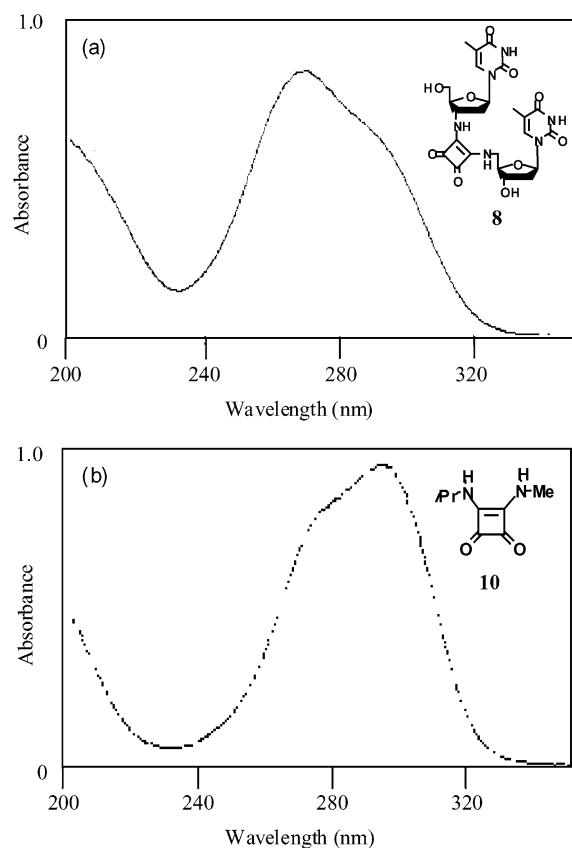 1.0
(a)
Absorbance
O
NH
N
O
HO
O
NH
O
NH
N
O
O
O
N
H
O
OH
8
0
200
240
280
320
Wavelength (nm)
1.0
(b)
Absorbance
H
H
iPr
N
N
Me
O
O
10
0
200
240
280
320
Wavelength (nm)